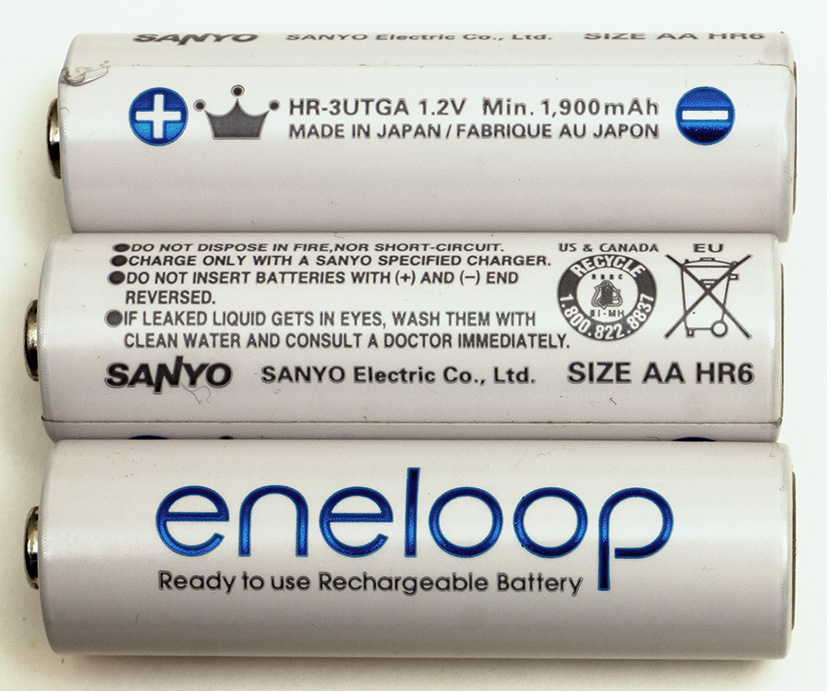 SANYO SANYO Electric Co., Ltd. SIZE AA HR6
HR-3UTGA 1.2V Min. 1,900mAh
MADE IN JAPAN / FABRIQUE AU JAPON
●DO NOT DISPOSE IN FIRE,NOR SHORT-CIRCUIT.
●CHARGE ONLY WITH A SANYO SPECIFIED CHARGER.
●DO NOT INSERT BATTERIES WITH (+) AND (−) END
REVERSED.
●IF LEAKED LIQUID GETS IN EYES, WASH THEM WITH
CLEAN WATER AND CONSULT A DOCTOR IMMEDIATELY.
US & CANADA EU
RECYCLE
RBRC
NI-MH
1.800.822.8837
SANYO SANYO Electric Co., Ltd. SIZE AA HR6
eneloop
Ready to use Rechargeable Battery